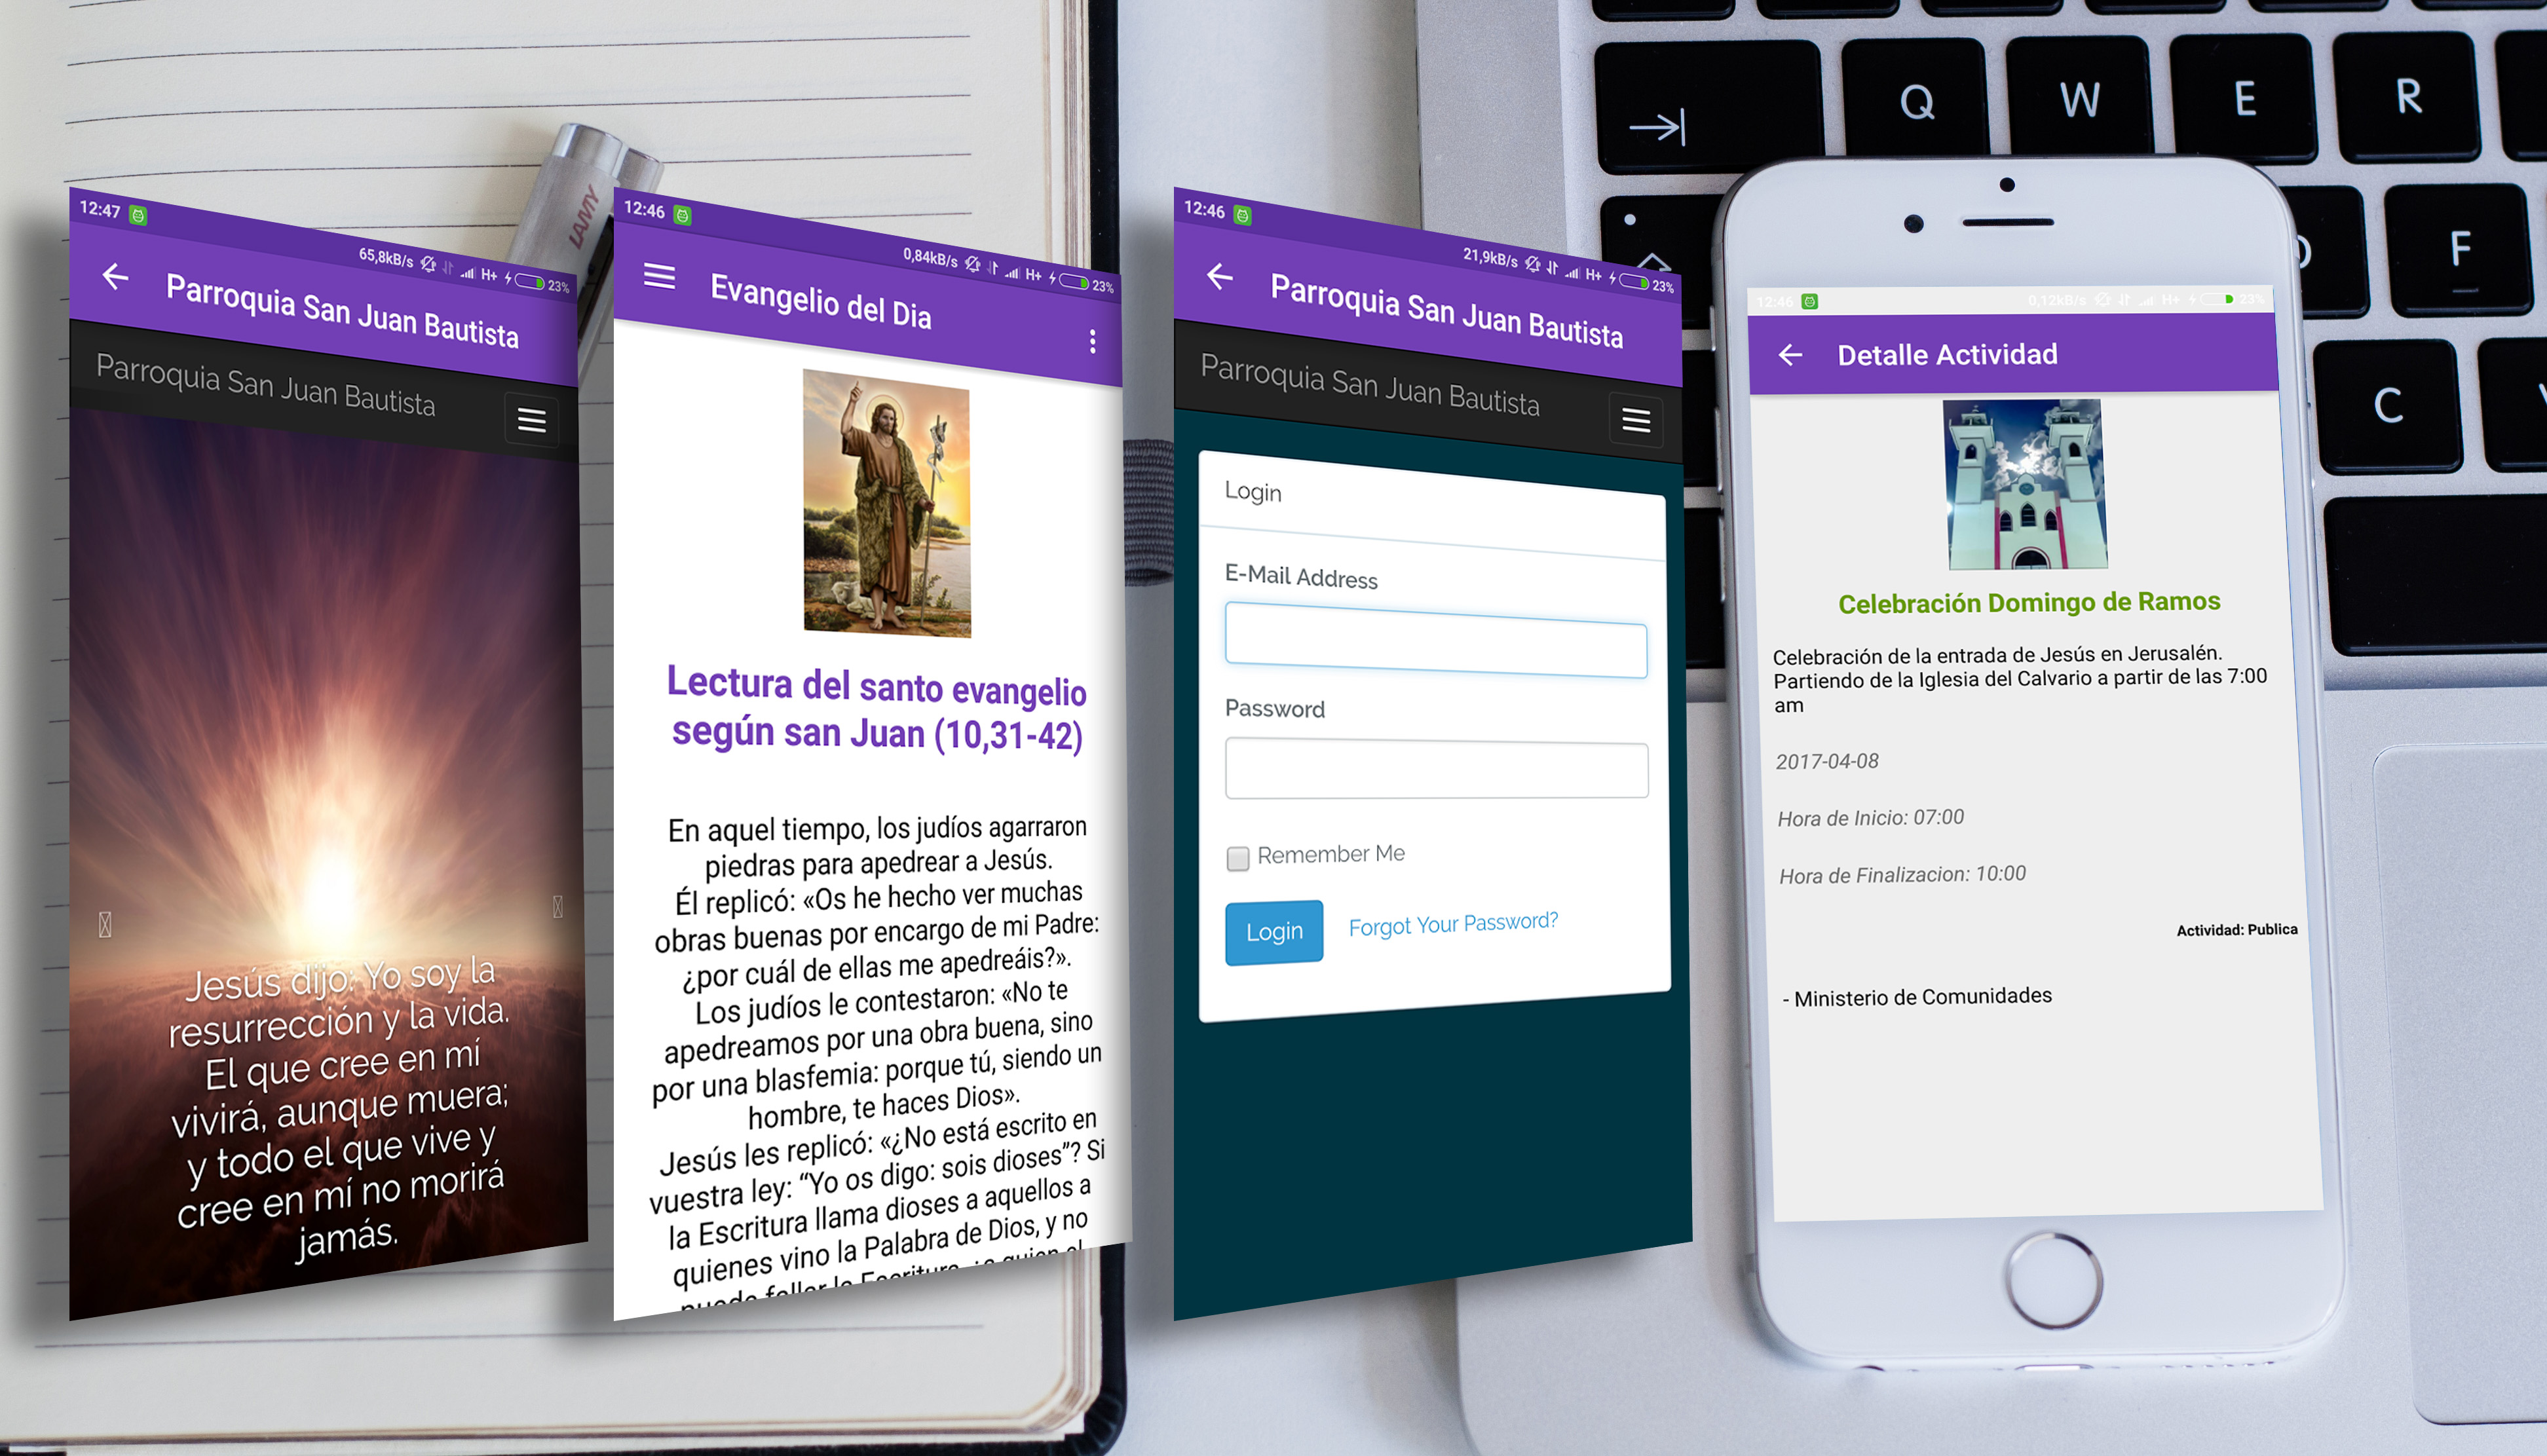 LAMY
12:47
65,8kB/s H+ 23%
Parroquia San Juan Bautista
Parroquia San Juan Bautista
Jesús dijo: Yo soy la
resurrección y la vida.
El que cree en mí
vivirá, aunque muera;
y todo el que vive y
cree en mí no morirá
jamás.
12:46
0,84kB/s H+ 23%
Evangelio del Dia
Lectura del santo evangelio
según san Juan (10,31-42)
En aquel tiempo, los judíos agarraron
piedras para apedrear a Jesús.
Él replicó: «Os he hecho ver muchas
obras buenas por encargo de mi Padre:
¿por cuál de ellas me apedreáis?».
Los judíos le contestaron: «No te
apedreamos por una obra buena, sino
por una blasfemia: porque tú, siendo un
hombre, te haces Dios».
Jesús les replicó: «¿No está escrito en
vuestra ley: “Yo os digo: sois dioses”? Si
la Escritura llama dioses a aquellos a
quienes vino la Palabra de Dios, y no
12:46
21,9kB/s H+ 23%
Parroquia San Juan Bautista
Parroquia San Juan Bautista
Login
E-Mail Address
Password
Remember Me
Login Forgot Your Password?
12:46 0,12kB/s H+ 23%
Detalle Actividad
Celebración Domingo de Ramos
Celebración de la entrada de Jesús en Jerusalén.
Partiendo de la Iglesia del Calvario a partir de las 7:00
am
2017-04-08
Hora de Inicio: 07:00
Hora de Finalizacion: 10:00
Actividad: Publica
- Ministerio de Comunidades
Q W E R
F
C